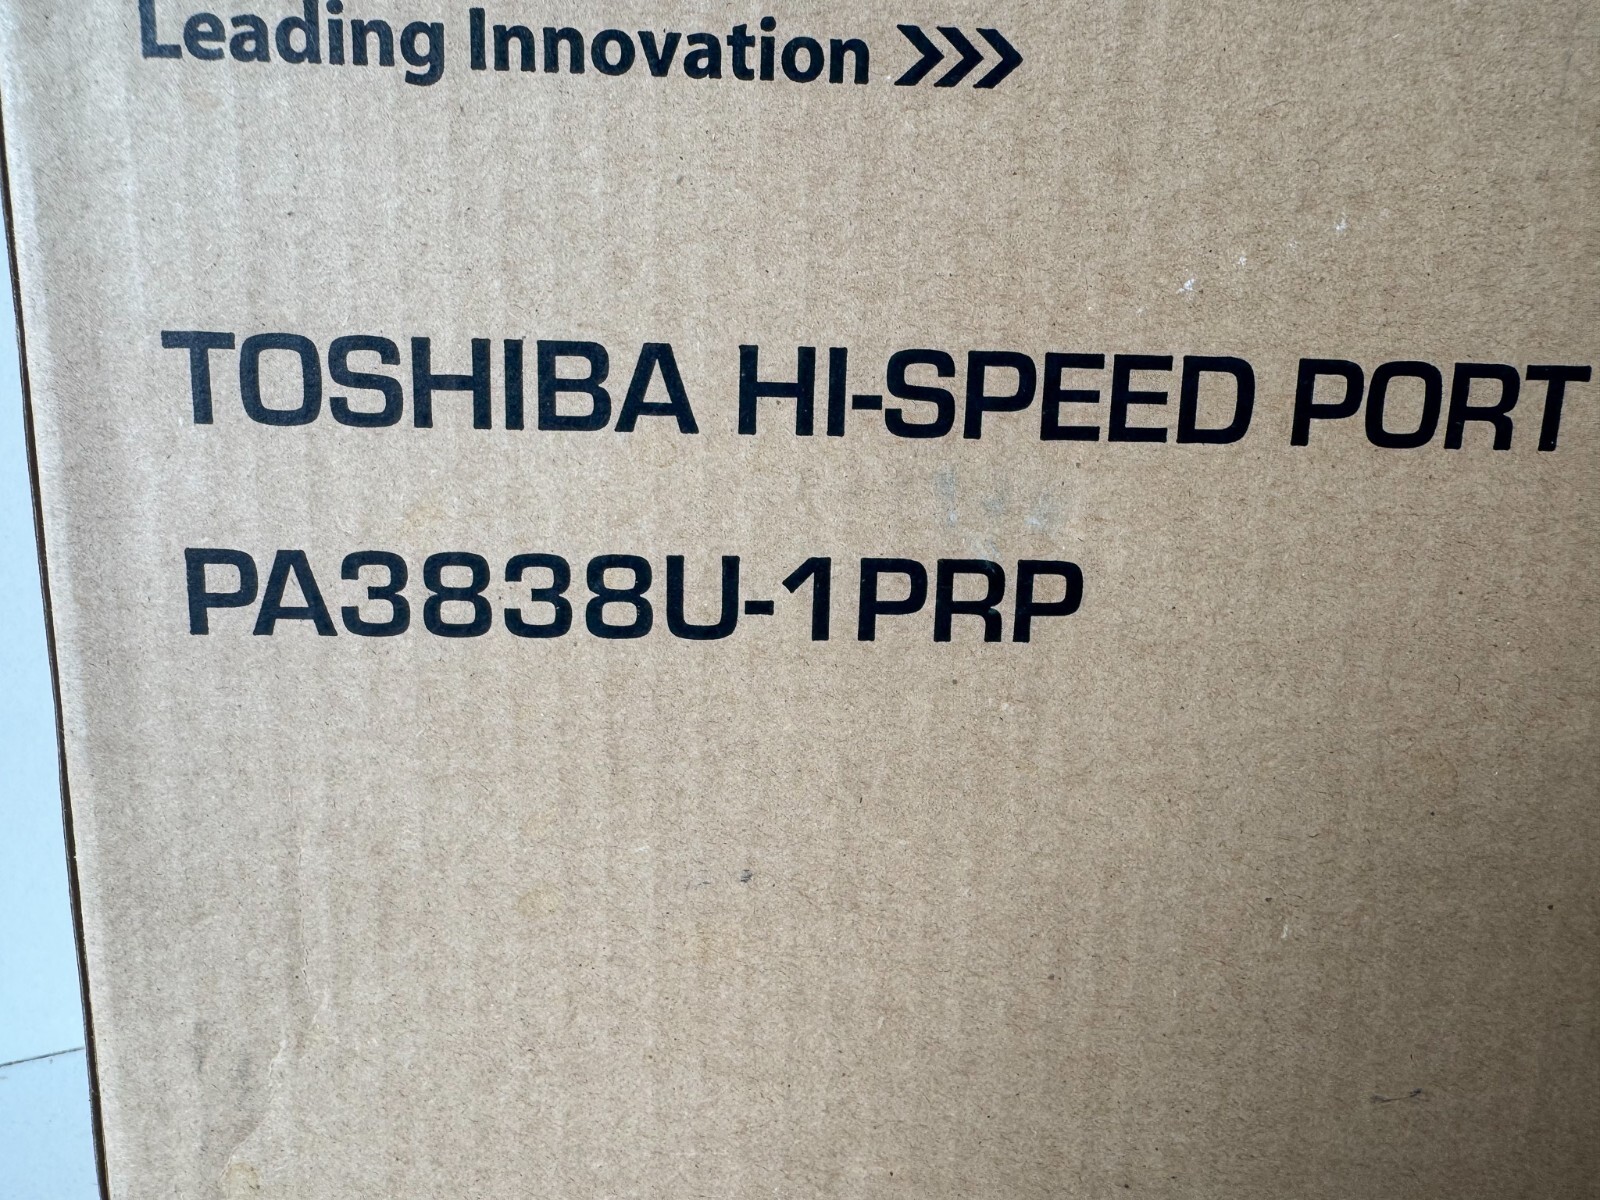 Leading Innovation >>>
TOSHIBA HI-SPEED PORT
PA3838U-1PRP